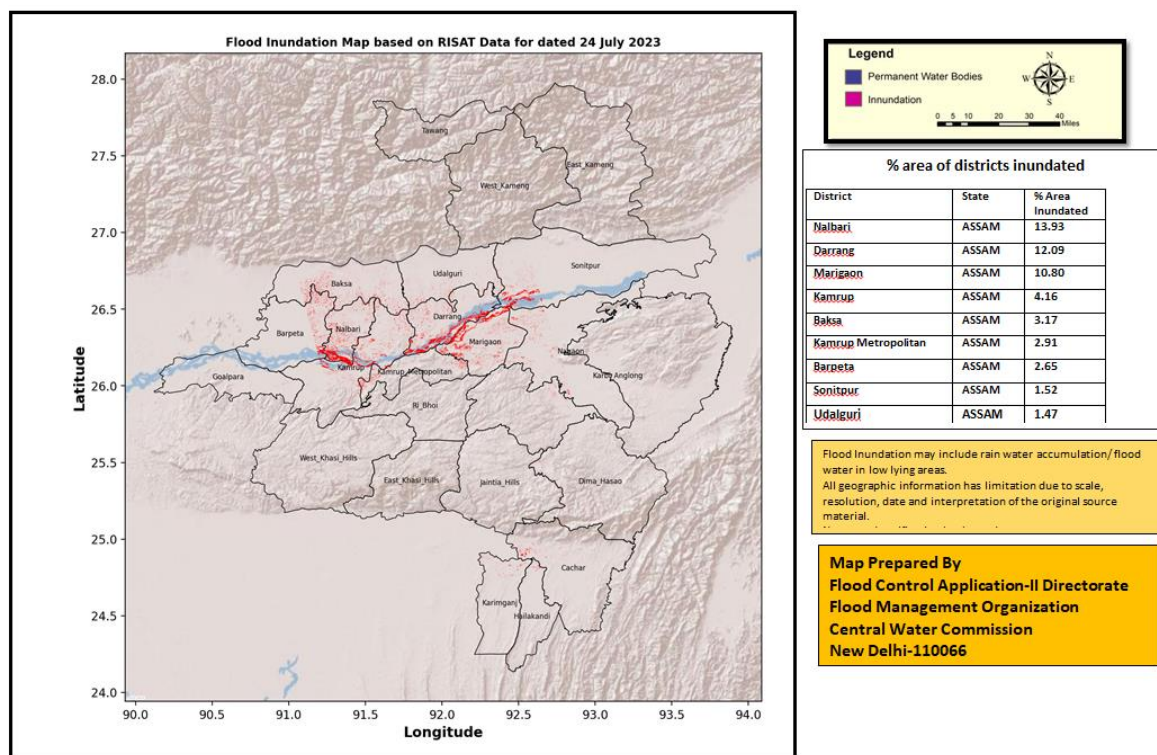 Flood Inundation Map based on RISAT Data for dated 24 July 2023
Latitude
28.0
27.5
27.0
26.5
26.0
25.5
25.0
24.5
24.0
Tawang
East_Kameng
West_Kameng
Sonitpur
Udalguri
Baksa
Darrang
Barpeta
Nalbari
Marigaon
Nagaon
Kamrup
Kamrup_Metropolitan
Karbi Anglong
Goalpara
Ri_Bhoi
West_Khasi_Hills
East_Khasi_Hills
Jaintia_Hills
Dima_Hasao
Cachar
Karimganj
Hailakandi
90.0 90.5 91.0 91.5 92.0 92.5 93.0 93.5 94.0
Longitude
Legend
Permanent Water Bodies
Innundation
N
W E
S
0 5 10 20 30 40
Miles
% area of districts inundated
District State % Area
Inundated
Nalbari ASSAM 13.93
Darrang ASSAM 12.09
Marigaon ASSAM 10.80
Kamrup ASSAM 4.16
Baksa ASSAM 3.17
Kamrup Metropolitan ASSAM 2.91
Barpeta ASSAM 2.65
Sonitpur ASSAM 1.52
Udalguri ASSAM 1.47
Flood Inundation may include rain water accumulation/ flood
water in low lying areas.
All geographic information has limitation due to scale,
resolution, date and interpretation of the original source
material.
Map Prepared By
Flood Control Application-II Directorate
Flood Management Organization
Central Water Commission
New Delhi-110066